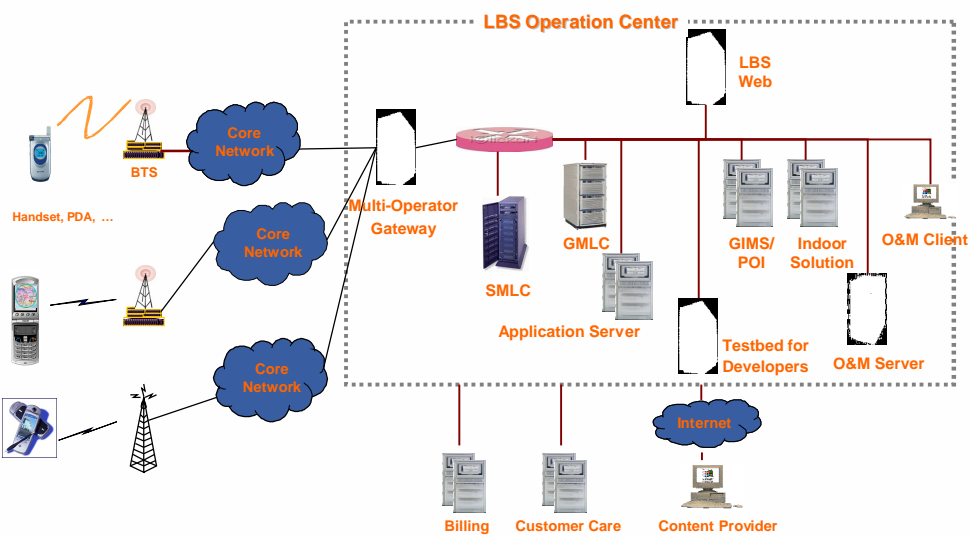 LBS Operation Center
LBS
Web
Core
Network
BTS
Handset, PDA, ...
Multi-Operator
Gateway
Core
Network
SMLC
GMLC
GIMS/
POI
Indoor
Solution
O&M Client
Application Server
Testbed for
Developers
O&M Server
Core
Network
Internet
Billing
Customer Care
Content Provider